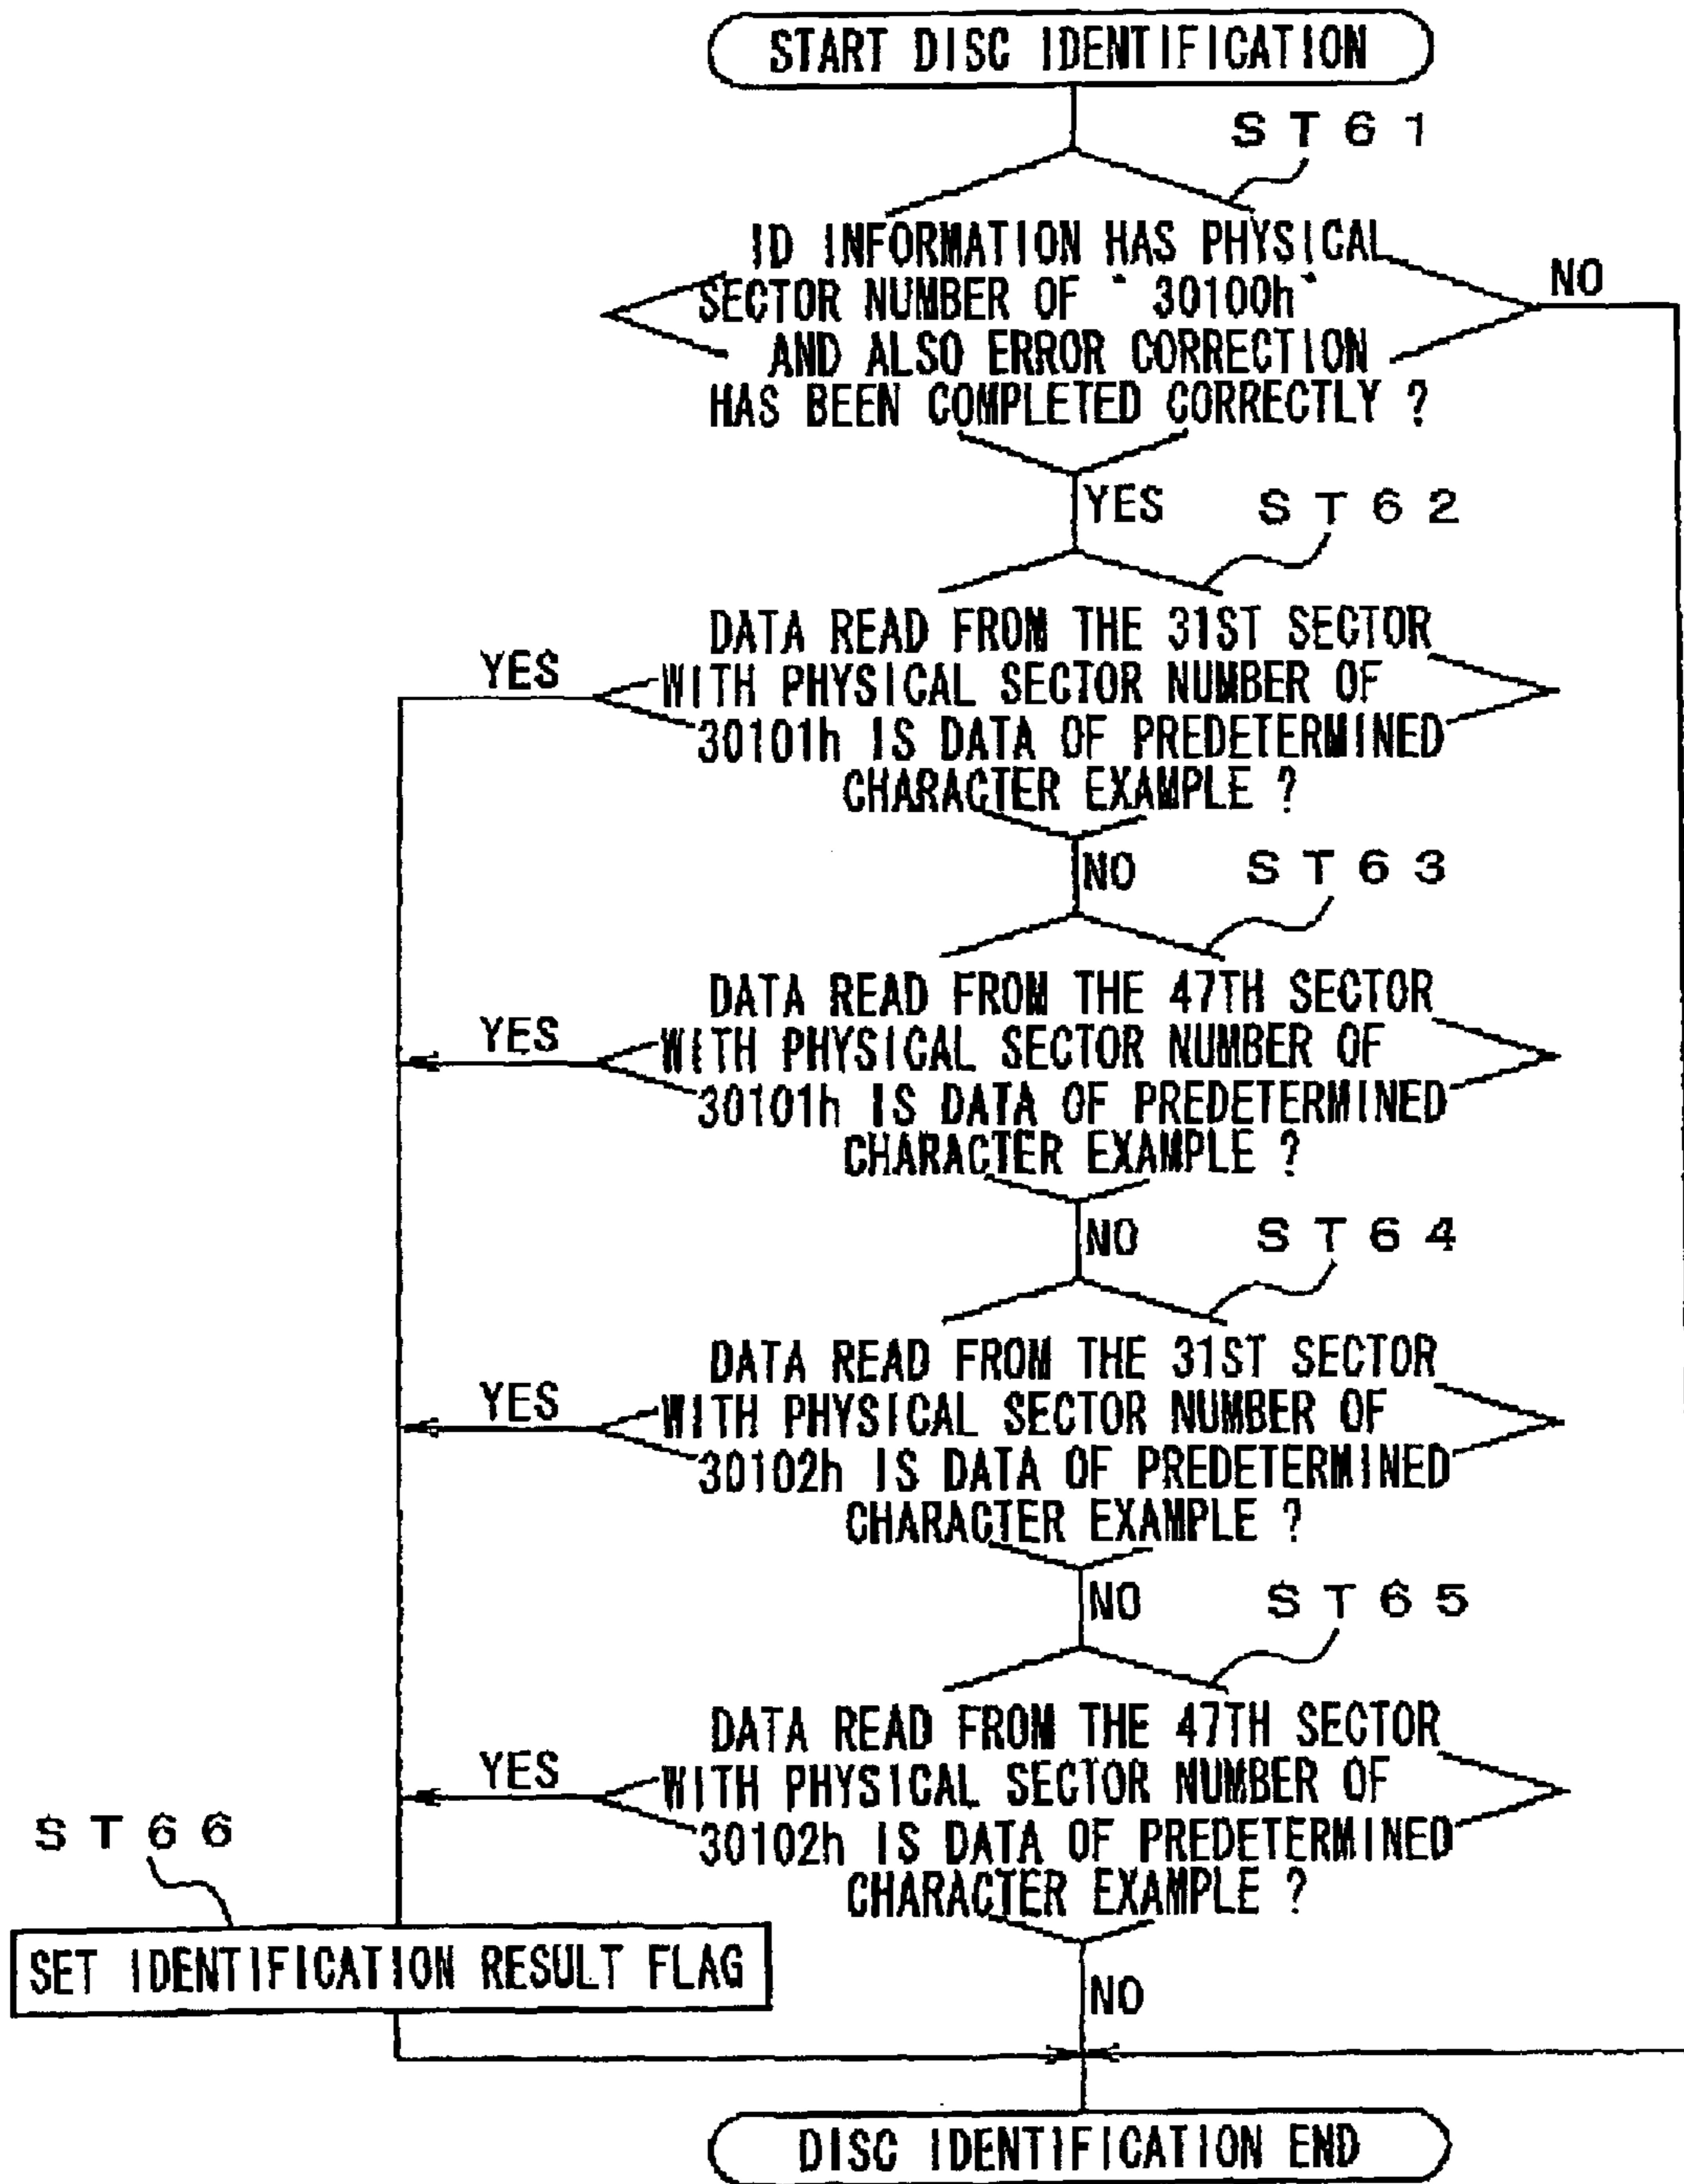 START DISC IDENTIFICATION
ST61
ID INFORMATION HAS PHYSICAL
SECTOR NUMBER OF ` 30100h`
AND ALSO ERROR CORRECTION
HAS BEEN COMPLETED CORRECTLY ?
NO
YES
ST62
DATA READ FROM THE 31ST SECTOR
WITH PHYSICAL SECTOR NUMBER OF
30101h IS DATA OF PREDETERMINED
CHARACTER EXAMPLE ?
YES
NO
ST63
DATA READ FROM THE 47TH SECTOR
WITH PHYSICAL SECTOR NUMBER OF
30101h IS DATA OF PREDETERMINED
CHARACTER EXAMPLE ?
YES
NO
ST64
DATA READ FROM THE 31ST SECTOR
WITH PHYSICAL SECTOR NUMBER OF
30102h IS DATA OF PREDETERMINED
CHARACTER EXAMPLE ?
YES
NO
ST65
DATA READ FROM THE 47TH SECTOR
WITH PHYSICAL SECTOR NUMBER OF
30102h IS DATA OF PREDETERMINED
CHARACTER EXAMPLE ?
YES
ST66
SET IDENTIFICATION RESULT FLAG
NO
DISC IDENTIFICATION END